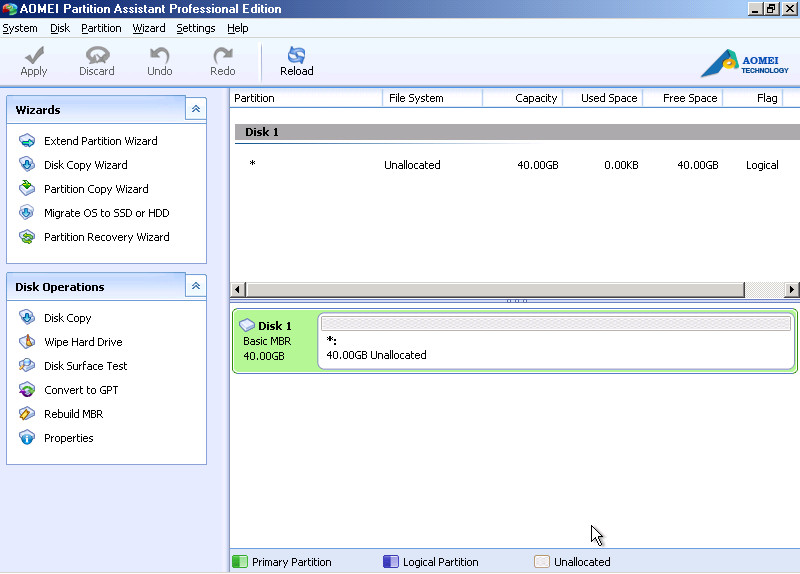 AOMEI Partition Assistant Professional Edition
System Disk Partition Wizard Settings Help
Apply Discard Undo Redo Reload
AOMEI
TECHNOLOGY
Wizards
Extend Partition Wizard
Disk Copy Wizard
Partition Copy Wizard
Migrate OS to SSD or HDD
Partition Recovery Wizard
Disk Operations
Disk Copy
Wipe Hard Drive
Disk Surface Test
Convert to GPT
Rebuild MBR
Properties
Partition File System Capacity Used Space Free Space Flag
Disk 1
* Unallocated 40.00GB 0.00KB 40.00GB Logical
Disk 1
Basic MBR
40.00GB
*:
40.00GB Unallocated
Primary Partition Logical Partition Unallocated